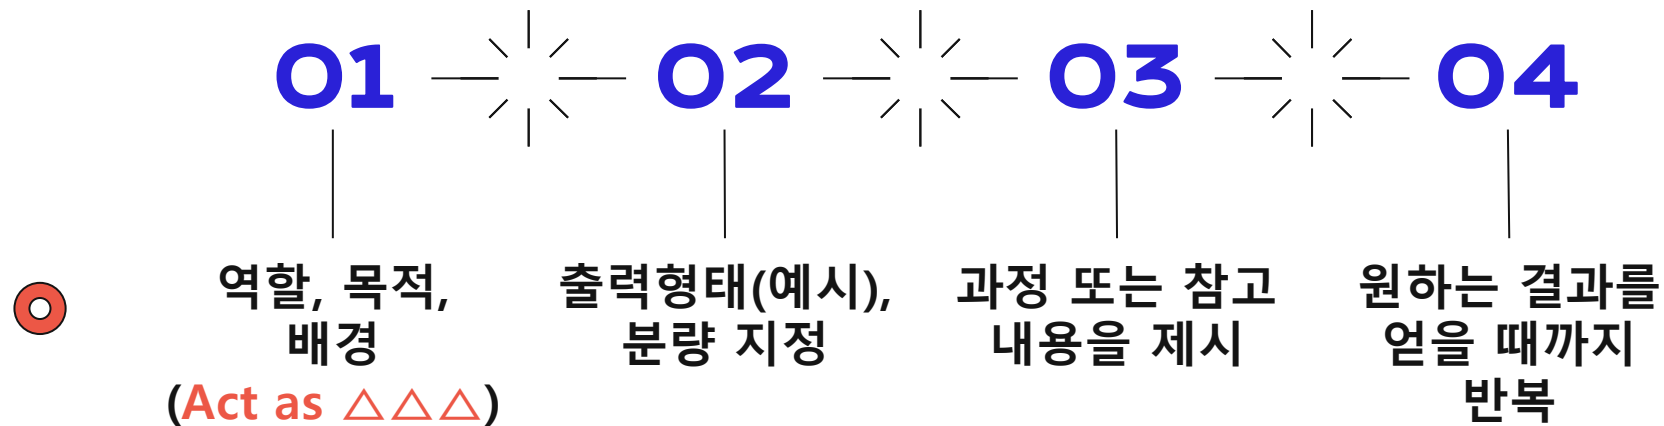 01
02
03
04
역할, 목적,
배경
(Act as △△△)
출력형태(예시),
분량 지정
과정 또는 참고
내용을 제시
원하는 결과를
얻을 때까지
반복